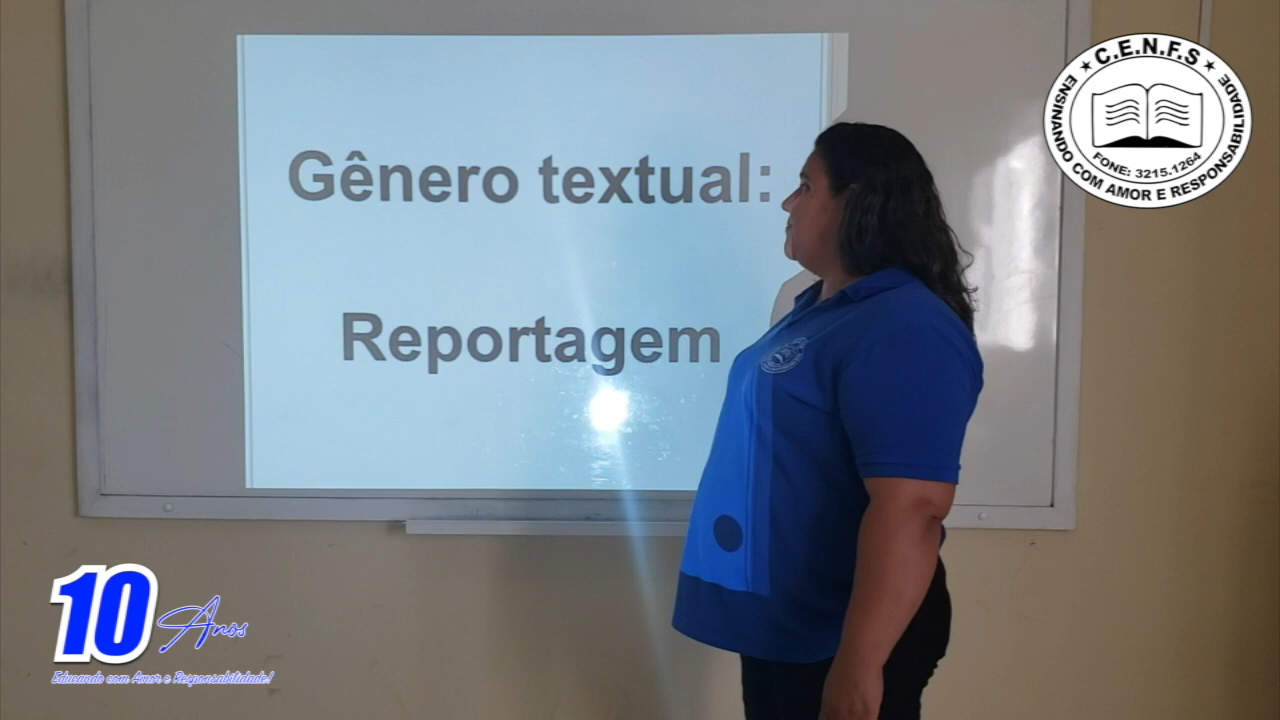 Gênero textual:
Reportagem
C.E.N.F.S
ENSINANDO COM AMOR E RESPONSABILIDADE
FONE: 3215.1264
10 Anos
Educando com Amor e Responsabilidade!